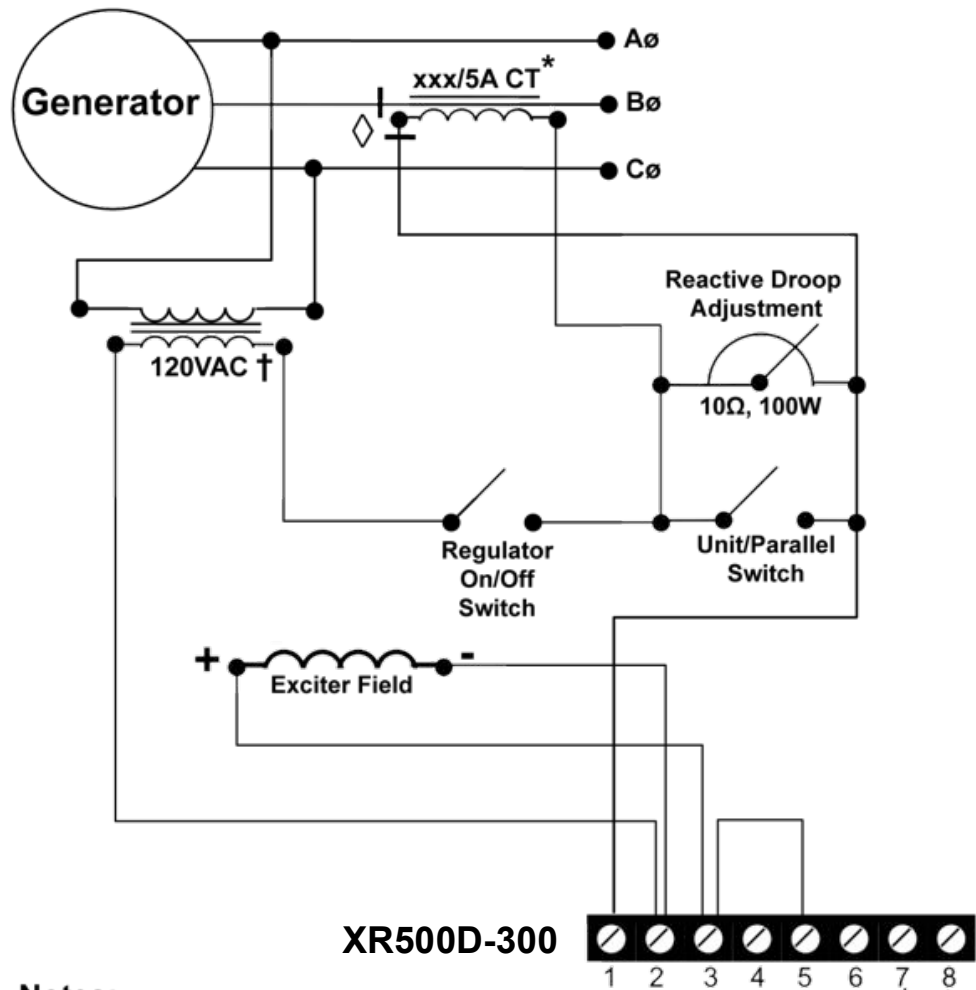 Generator
Aø
xxx/5A CT*
Bø
Cø
Reactive Droop
Adjustment
120VAC †
10Ω, 100W
Regulator
On/Off
Switch
Unit/Parallel
Switch
+
-
Exciter Field
XR500D-300
1 2 3 4 5 6 7 8